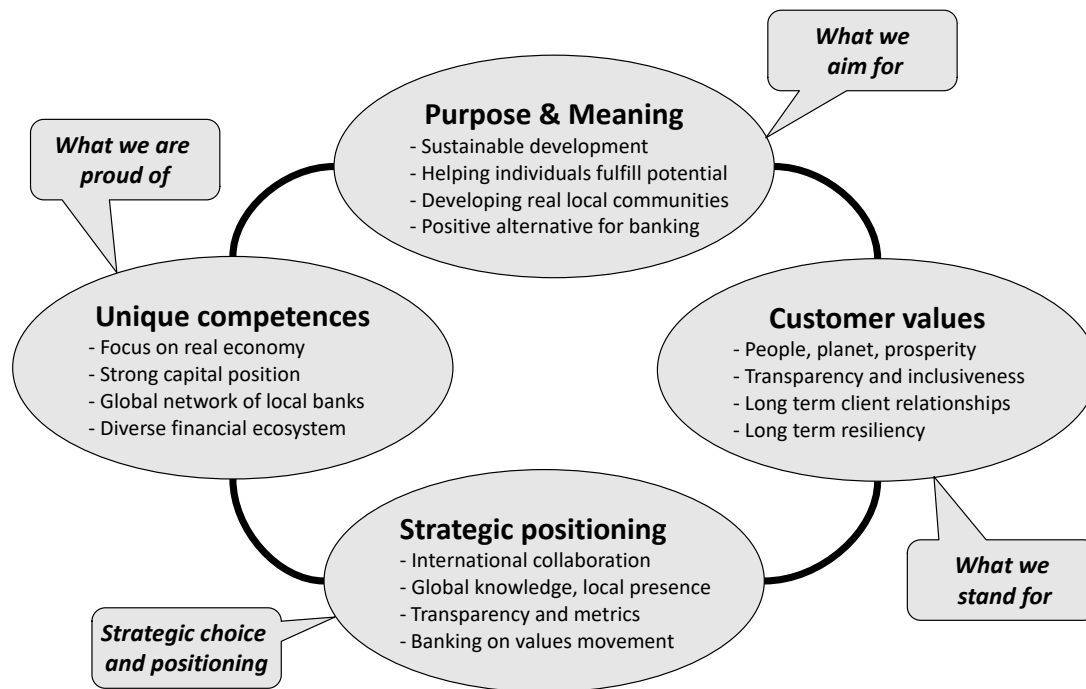 What we
aim for
Purpose & Meaning
- Sustainable development
- Helping individuals fulfill potential
- Developing real local communities
- Positive alternative for banking
What we are
proud of
Unique competences
- Focus on real economy
- Strong capital position
- Global network of local banks
- Diverse financial ecosystem
Customer values
- People, planet, prosperity
- Transparency and inclusiveness
- Long term client relationships
- Long term resiliency
What we
stand for
Strategic positioning
- International collaboration
- Global knowledge, local presence
- Transparency and metrics
- Banking on values movement
Strategic choice
and positioning